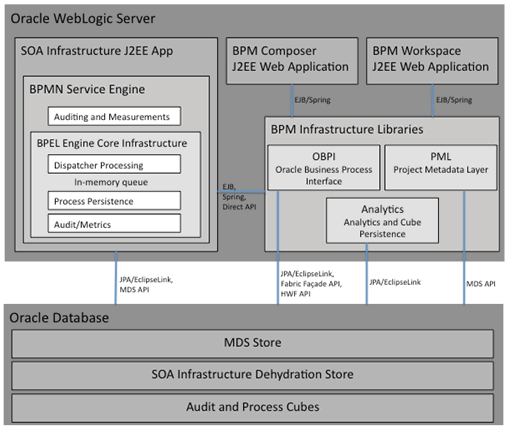 Oracle WebLogic Server
SOA Infrastructure J2EE App
BPMN Service Engine
Auditing and Measurements
BPEL Engine Core Infrastructure
Dispatcher Processing
In-memory queue
Process Persistence
Audit/Metrics
BPM Composer
J2EE Web Application
BPM Workspace
J2EE Web Application
EJB/Spring
EJB/Spring
BPM Infrastructure Libraries
OBPI
Oracle Business Process
Interface
PML
Project Metadata Layer
Analytics
Analytics and Cube
Persistence
EJB,
Spring,
Direct API
JPA/EclipseLink,
MDS API
JPA/EclipseLink,
Fabric Façade API,
HWF API
JPA/EclipseLink
MDS API
Oracle Database
MDS Store
SOA Infrastructure Dehydration Store
Audit and Process Cubes